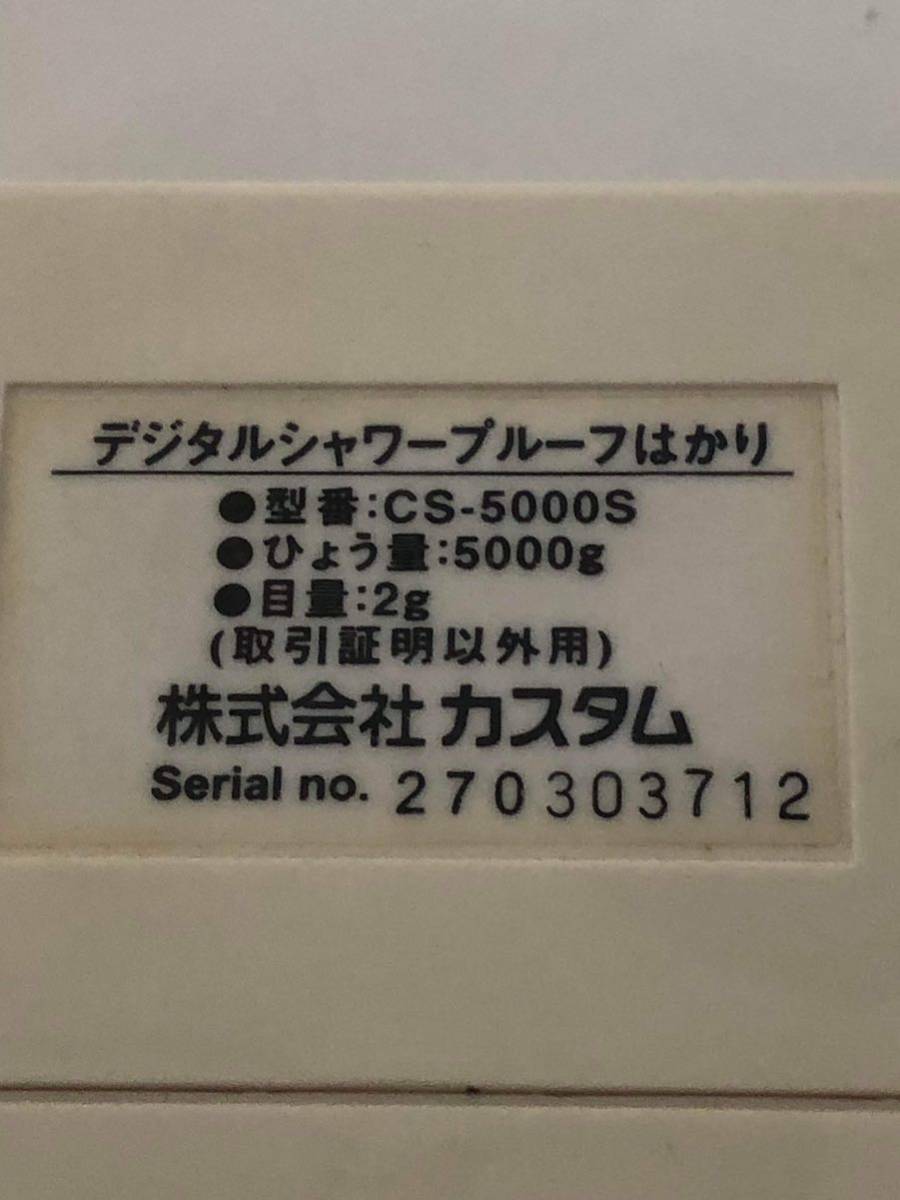 デジタルシャワープルーフはかり
●型番:CS-5000S
●ひょう量:5000g
●目量:2g
(取引証明以外用)
株式会社カスタム
Serial no. 270303712